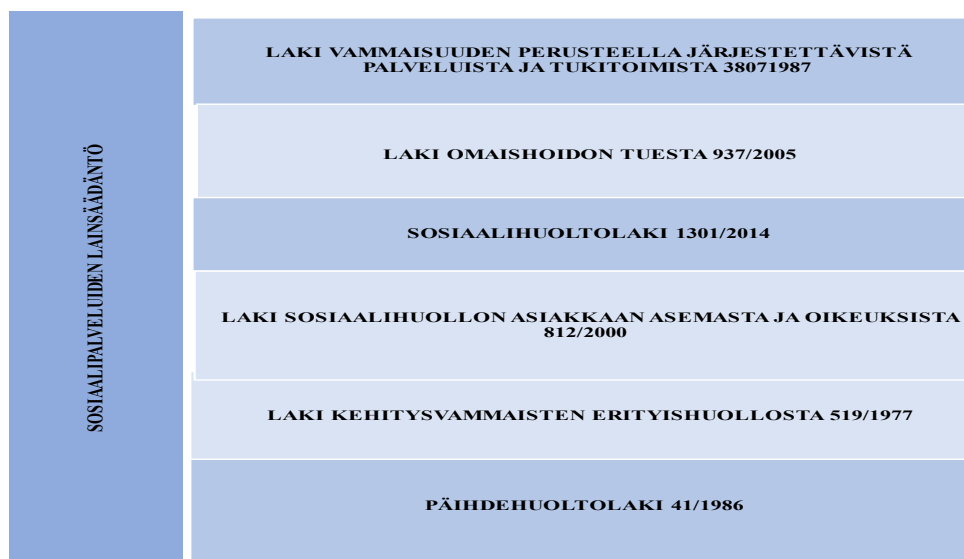 SOSIAALIPALVELUIDEN LAINSÄÄDÄNTÖ
LAKI VAMMAISUUDEN PERUSTEELLA JÄRJESTETTÄVISTÄ
PALVELUISTA JA TUKITOIMISTA 38071987
LAKI OMAISHOIDON TUESTA 937/2005
SOSIAALIHUOLTOLAKI 1301/2014
LAKI SOSIAALIHUOLLON ASIAKKAAN ASEMASTA JA OIKEUKSISTA
812/2000
LAKI KEHITYSVAMMAISTEN ERITYISHUOLLOSTA 519/1977
PÄIHDEHUOLTOLAKI 41/1986